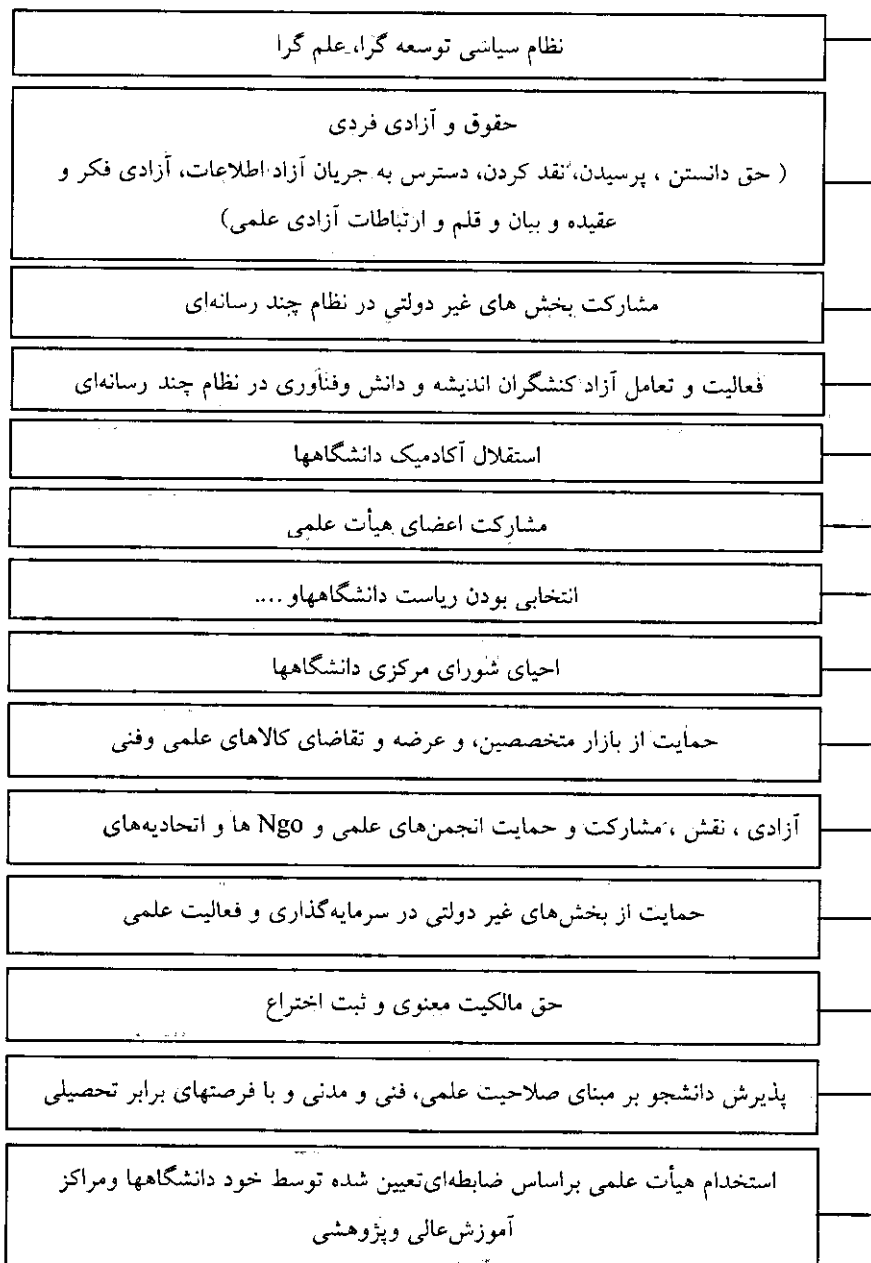 نظام سیاسی توسعه گرا، علم گرا
حقوق و آزادی فردی
( حق دانستن ، پرسیدن، نقد کردن، دسترس به جریان آزاد اطلاعات، آزادی فکر و
عقیده و بیان و قلم و ارتباطات آزادی علمی)
مشارکت بخش های غیر دولتی در نظام چند رسانه‌ای
فعالیت و تعامل آزاد کنشگران اندیشه و دانش وفنآوری در نظام چند رسانه‌ای
استقلال آکادمیک دانشگاهها
مشارکت اعضای هیأت علمی
انتخابی بودن ریاست دانشگاههاو ....
احیای شورای مرکزی دانشگاهها
حمایت از بازار متخصصین، و عرضه و تقاضای کالاهای علمی وفنی
آزادی ، نقش ، مشارکت و حمایت انجمن‌های علمی و Ngo ها و اتحادیه‌های
حمایت از بخش‌های غیر دولتی در سرمایه‌گذاری و فعالیت علمی
حق مالکیت معنوی و ثبت اختراع
پذیرش دانشجو بر مبنای صلاحیت علمی، فنی و مدنی و با فرصتهای برابر تحصیلی
استخدام هیأت علمی براساس ضابطه‌ای‌تعیین شده توسط خود دانشگاهها ومراکز
آموزش‌عالی وپژوهشی